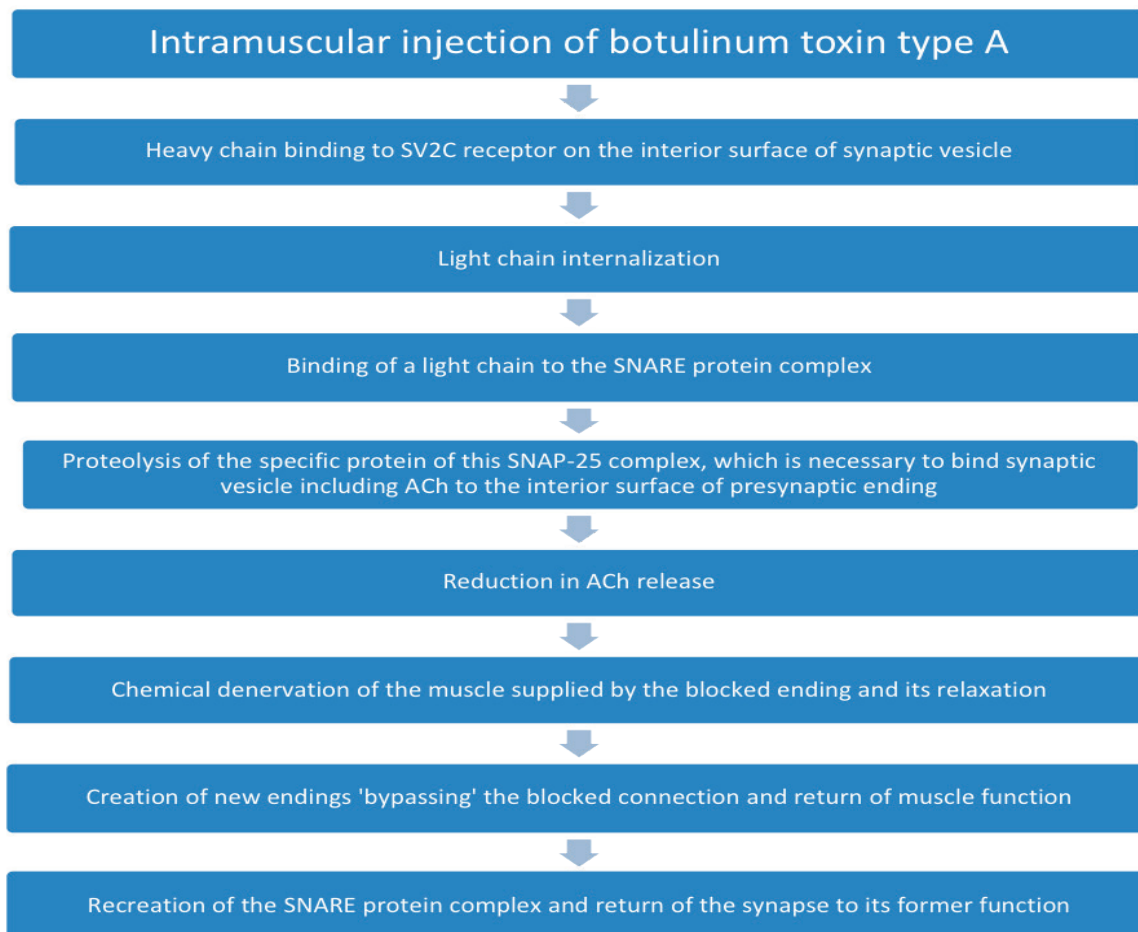 Intramuscular injection of botulinum toxin type A
Heavy chain binding to SV2C receptor on the interior surface of synaptic vesicle
Light chain internalization
Binding of a light chain to the SNARE protein complex
Proteolysis of the specific protein of this SNAP-25 complex, which is necessary to bind synaptic
vesicle including ACh to the interior surface of presynaptic ending
Reduction in ACh release
Chemical denervation of the muscle supplied by the blocked ending and its relaxation
Creation of new endings 'bypassing' the blocked connection and return of muscle function
Recreation of the SNARE protein complex and return of the synapse to its former function